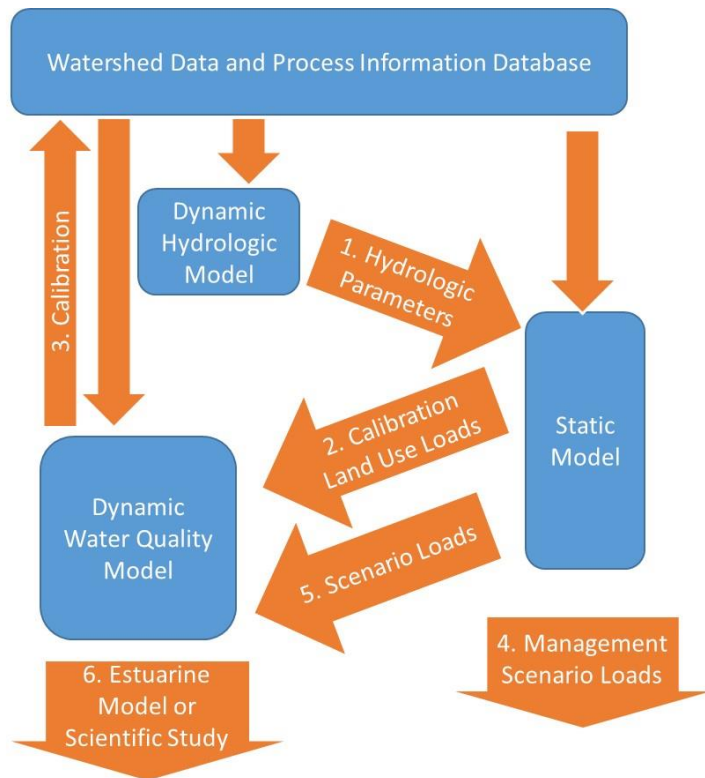 Watershed Data and Process Information Database
3. Calibration
Dynamic
Hydrologic
Model
1. Hydrologic
Parameters
2. Calibration
Land Use Loads
Static
Model
Dynamic
Water Quality
Model
5. Scenario Loads
4. Management
Scenario Loads
6. Estuarine
Model or
Scientific Study